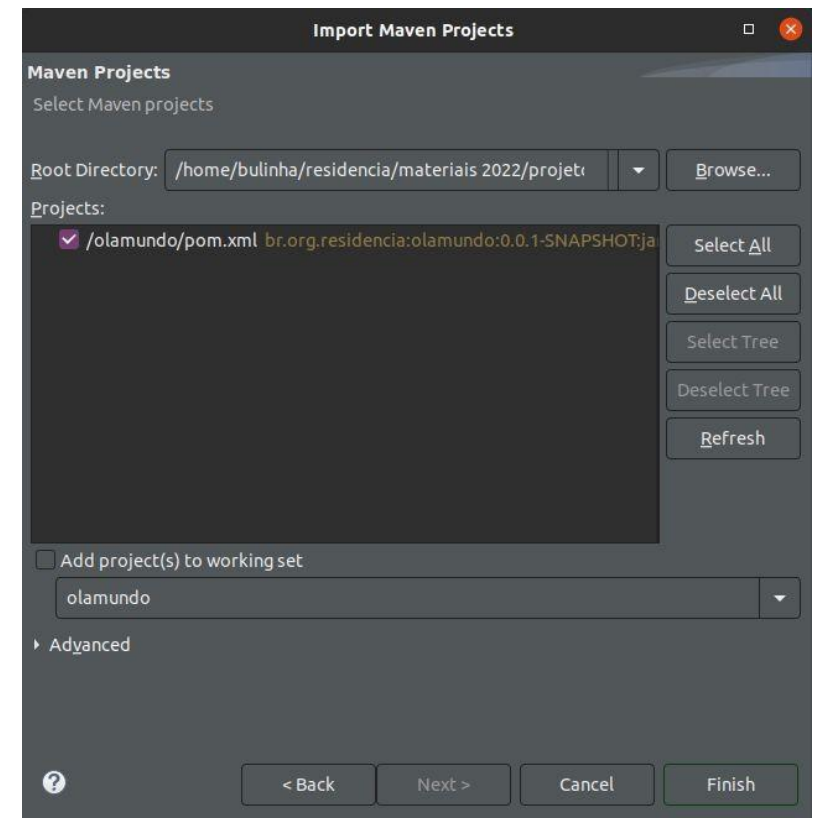 Import Maven Projects
Maven Projects
Select Maven projects
Root Directory: /home/bulinha/residencia/materiais 2022/projeto Browse...
Projects:
/olamundo/pom.xml br.org.residencia:olamundo:0.0.1-SNAPSHOT:ja
Select All
Deselect All
Select Tree
Deselect Tree
Refresh
Add project(s) to working set
olamundo
Advanced
< Back Next > Cancel Finish